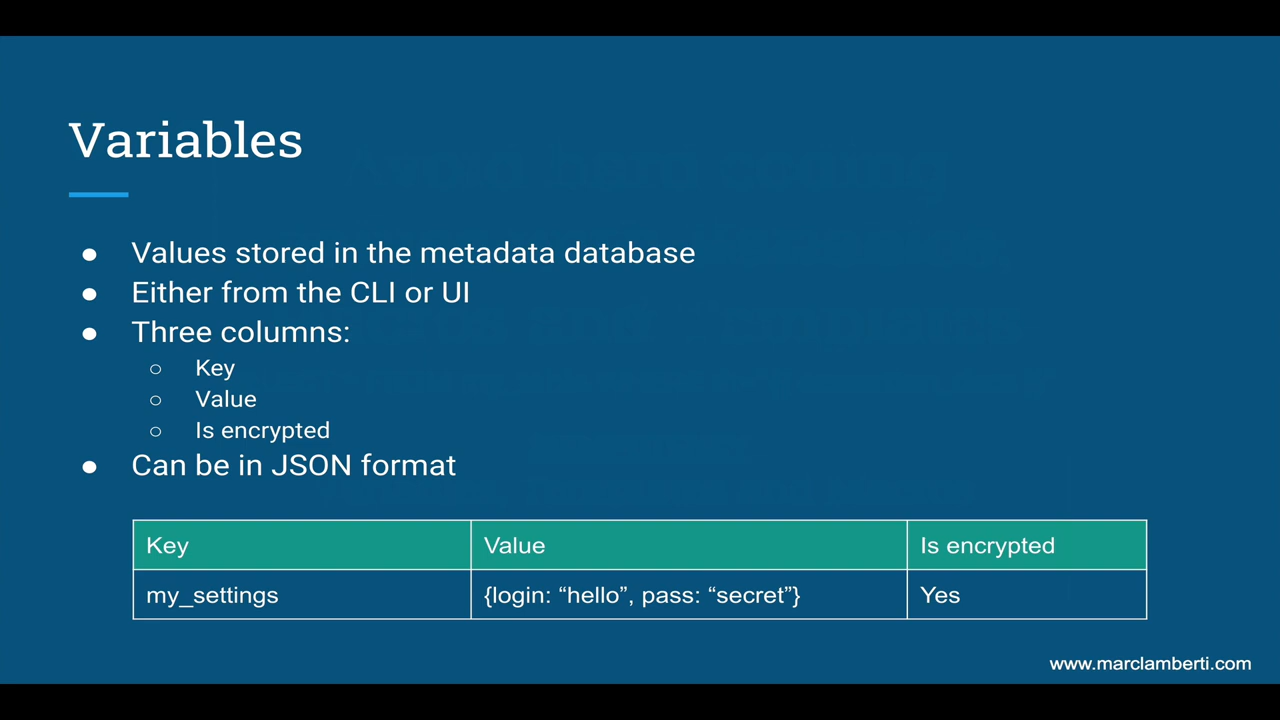 Variables
● Values stored in the metadata database
● Either from the CLI or UI
● Three columns:
○ Key
○ Value
○ Is encrypted
● Can be in JSON format
Key Value Is encrypted
my_settings {login: “hello”, pass: “secret”} Yes
www.marclamberti.com